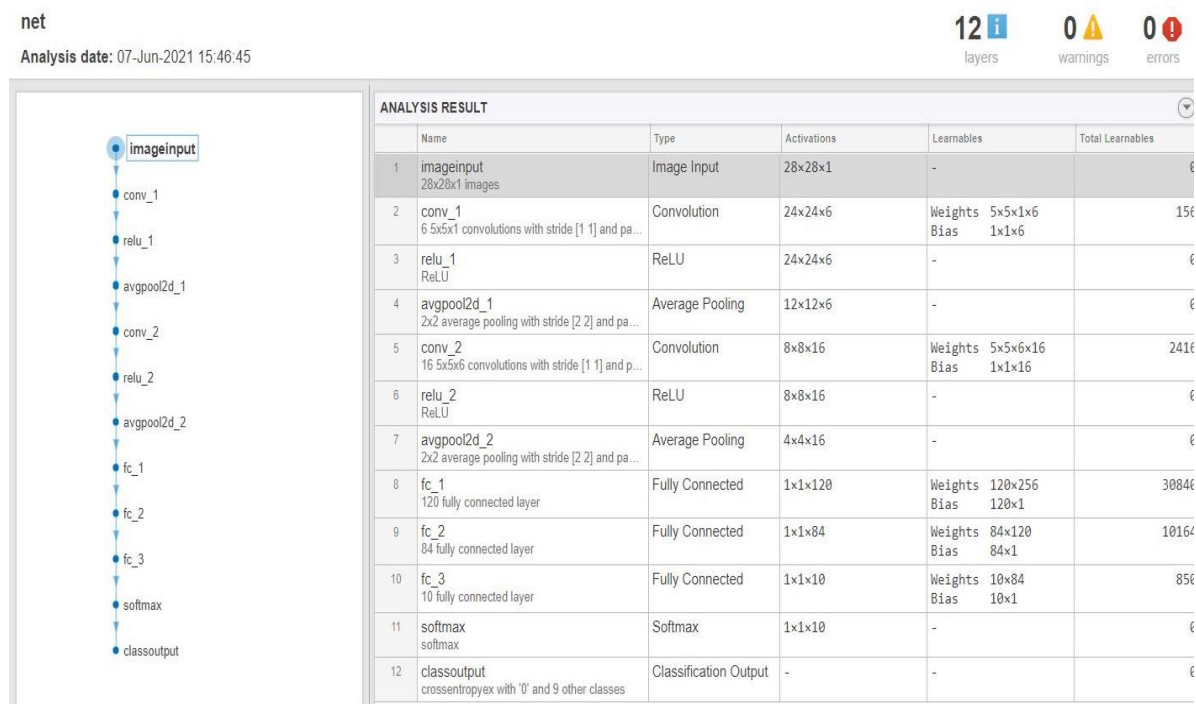 net
Analysis date: 07-Jun-2021 15:46:45
12 i
layers
0
warnings
0
errors
imageinput
conv_1
relu_1
avgpool2d_1
conv_2
relu_2
avgpool2d_2
fc_1
fc_2
fc_3
softmax
classoutput
ANALYSIS RESULT
Name Type Activations Learnables Total Learnables
1 imageinput Image Input 28×28×1 - 0
28x28x1 images
2 conv_1 Convolution 24×24×6 Weights 5×5×1×6 156
6 5x5x1 convolutions with stride [1 1] and pa... Bias 1×1×6
3 relu_1 ReLU 24×24×6 - 0
ReLU
4 avgpool2d_1 Average Pooling 12×12×6 - 0
2x2 average pooling with stride [2 2] and pa...
5 conv_2 Convolution 8×8×16 Weights 5×5×6×16 2416
16 5x5x6 convolutions with stride [1 1] and p... Bias 1×1×16
6 relu_2 ReLU 8×8×16 - 0
ReLU
7 avgpool2d_2 Average Pooling 4×4×16 - 0
2x2 average pooling with stride [2 2] and pa...
8 fc_1 Fully Connected 1×1×120 Weights 120×256 30840
120 fully connected layer Bias 120×1
9 fc_2 Fully Connected 1×1×84 Weights 84×120 10164
84 fully connected layer Bias 84×1
10 fc_3 Fully Connected 1×1×10 Weights 10×84 850
10 fully connected layer Bias 10×1
11 softmax Softmax 1×1×10 - 0
softmax
12 classoutput Classification Output - - 0
crossentropyex with '0' and 9 other classes